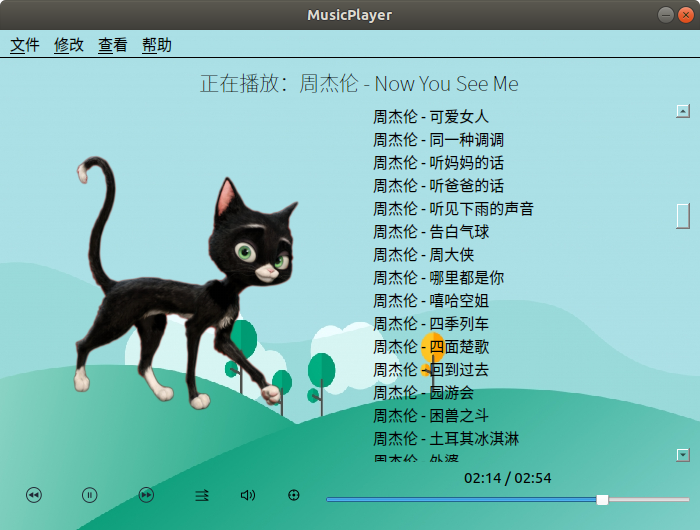 MusicPlayer
文件 修改 查看 帮助
正在播放：周杰伦 - Now You See Me
周杰伦 - 可爱女人
周杰伦 - 同一种调调
周杰伦 - 听妈妈的话
周杰伦 - 听爸爸的话
周杰伦 - 听见下雨的声音
周杰伦 - 告白气球
周杰伦 - 周大侠
周杰伦 - 哪里都是你
周杰伦 - 嘻哈空姐
周杰伦 - 四季列车
周杰伦 - 四面楚歌
周杰伦 - 回到过去
周杰伦 - 园游会
周杰伦 - 困兽之斗
周杰伦 - 土耳其冰淇淋
周杰伦 - 外婆
02:14 / 02:54